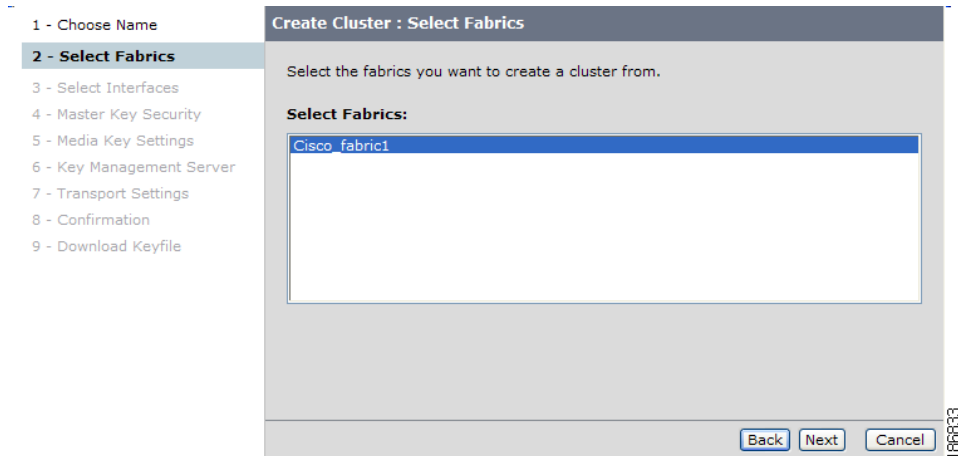 1 - Choose Name
2 - Select Fabrics
3 - Select Interfaces
4 - Master Key Security
5 - Media Key Settings
6 - Key Management Server
7 - Transport Settings
8 - Confirmation
9 - Download Keyfile
Create Cluster : Select Fabrics
Select the fabrics you want to create a cluster from.
Select Fabrics:
Cisco_fabric1
Back Next Cancel
186833